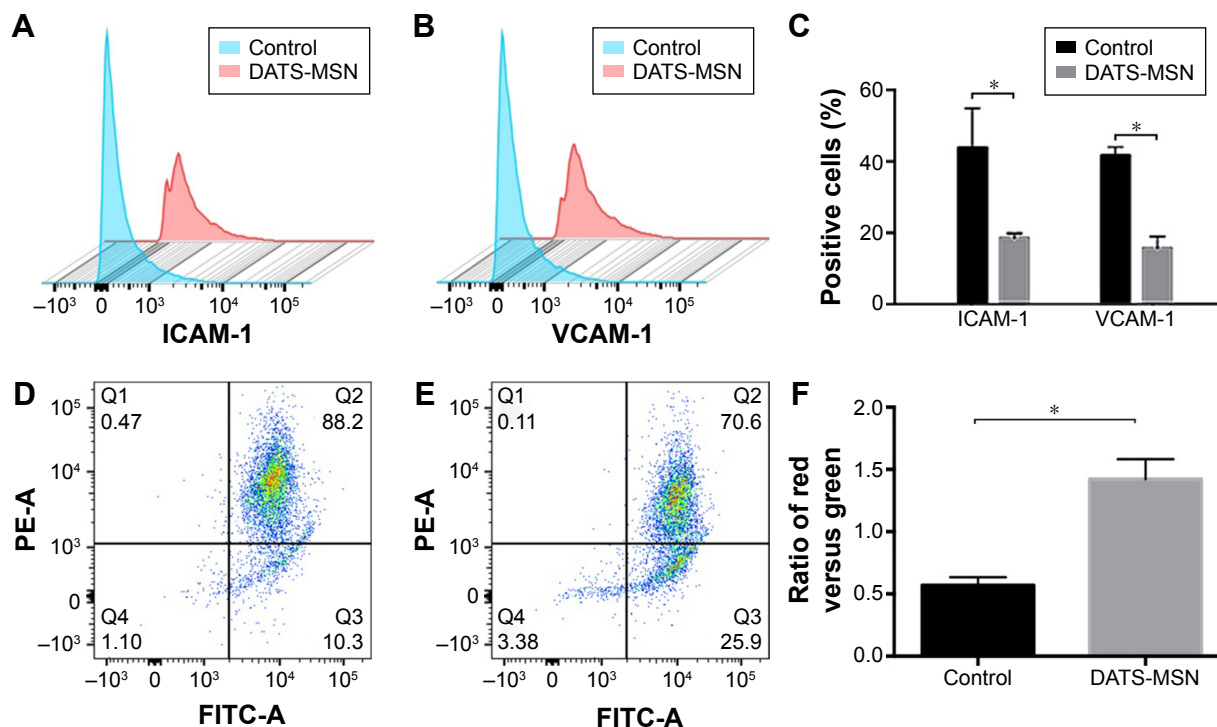 A
Control
DATS-MSN
–10³ 0 10³ 10⁴ 10⁵
ICAM-1
B
Control
DATS-MSN
–10³ 0 10³ 10⁴ 10⁵
VCAM-1
C
Control
DATS-MSN
Positive cells (%)
60
40
20
0
*
*
ICAM-1 VCAM-1
D
PE-A
10⁵
10⁴
10³
0
–10³
Q1
0.47
Q2
88.2
Q4
1.10
Q3
10.3
–10³ 0 10³ 10⁴ 10⁵
FITC-A
E
PE-A
10⁵
10⁴
10³
0
–10³
Q1
0.11
Q2
70.6
Q4
3.38
Q3
25.9
–10³ 0 10³ 10⁴ 10⁵
FITC-A
F
Ratio of red
versus green
2.0
1.5
1.0
0.5
0.0
*
Control DATS-MSN